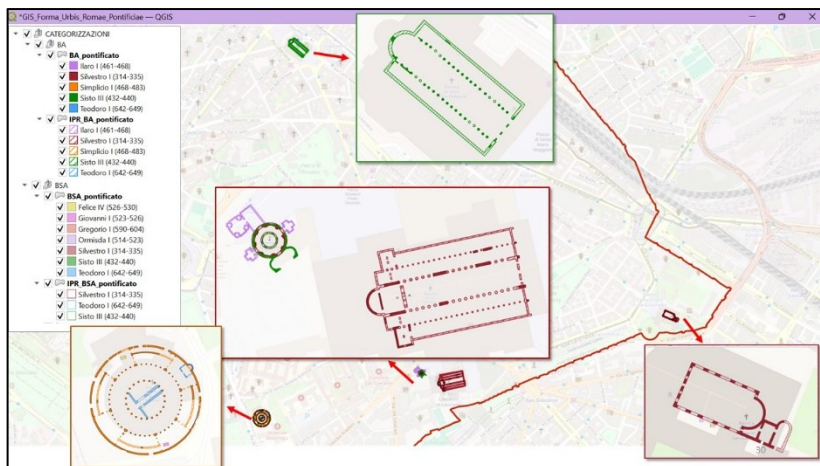 *GIS_Forma_Urbis_Romae_Pontificiae — QGIS
CATEGORIZZAZIONI
BA
BA_pontificato
Ilaro I (461-468)
Silvestro I (314-335)
Simplicio I (468-483)
Sisto III (432-440)
Teodoro I (642-649)
IPR_BA_pontificato
Ilaro I (461-468)
Silvestro I (314-335)
Simplicio I (468-483)
Sisto III (432-440)
Teodoro I (642-649)
BSA
BSA_pontificato
Felice IV (526-530)
Giovanni I (523-526)
Gregorio I (590-604)
Ormisda I (514-523)
Silvestro I (314-335)
Sisto III (432-440)
Teodoro I (642-649)
IPR_BSA_pontificato
Silvestro I (314-335)
Teodoro I (642-649)
Sisto III (432-440)
30